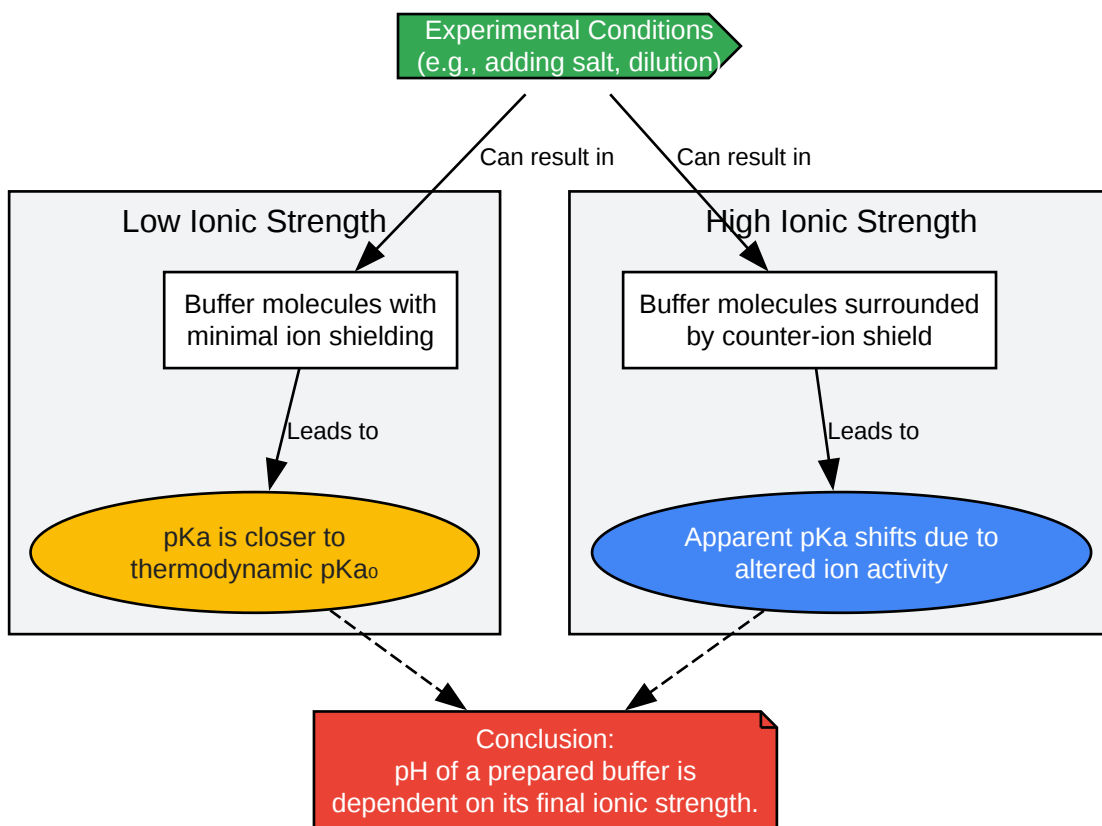 Experimental Conditions
(e.g., adding salt, dilution)
Can result in
Can result in
Low Ionic Strength
High Ionic Strength
Buffer molecules with
minimal ion shielding
Buffer molecules surrounded
by counter-ion shield
Leads to
Leads to
pKa is closer to
thermodynamic pKa₀
Apparent pKa shifts due to
altered ion activity
Conclusion:
pH of a prepared buffer is
dependent on its final ionic strength.